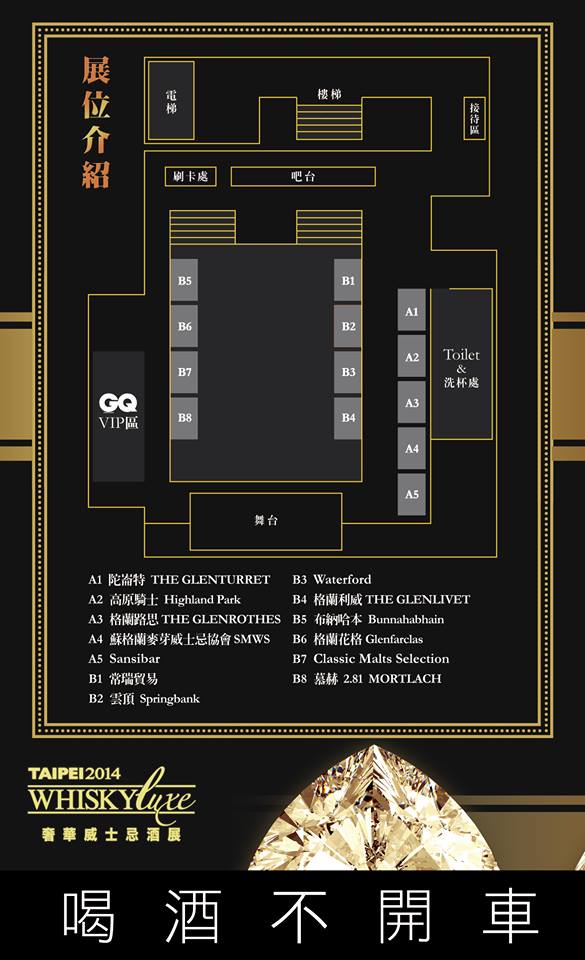 展位介紹
電梯
樓梯
接待區
刷卡處
吧台
B5
B1
B6
B2
B7
B3
B8
B4
A1
A2
A3
A4
A5
Toilet
&
洗杯處
GQ
VIP區
舞台
A1 陀崙特 THE GLENTURRET
A2 高原騎士 Highland Park
A3 格蘭路思 THE GLENROTHES
A4 蘇格蘭麥芽威士忌協會 SMWS
A5 Sansibar
B1 常瑞貿易
B2 雲頂 Springbank
B3 Waterford
B4 格蘭利威 THE GLENLIVET
B5 布納哈本 Bunnahabhain
B6 格蘭花格 Glenfarclas
B7 Classic Malts Selection
B8 慕赫 2.81 MORTLACH
TAIPEI 2014
WHISKY luxe
奢華威士忌酒展
喝酒不開車